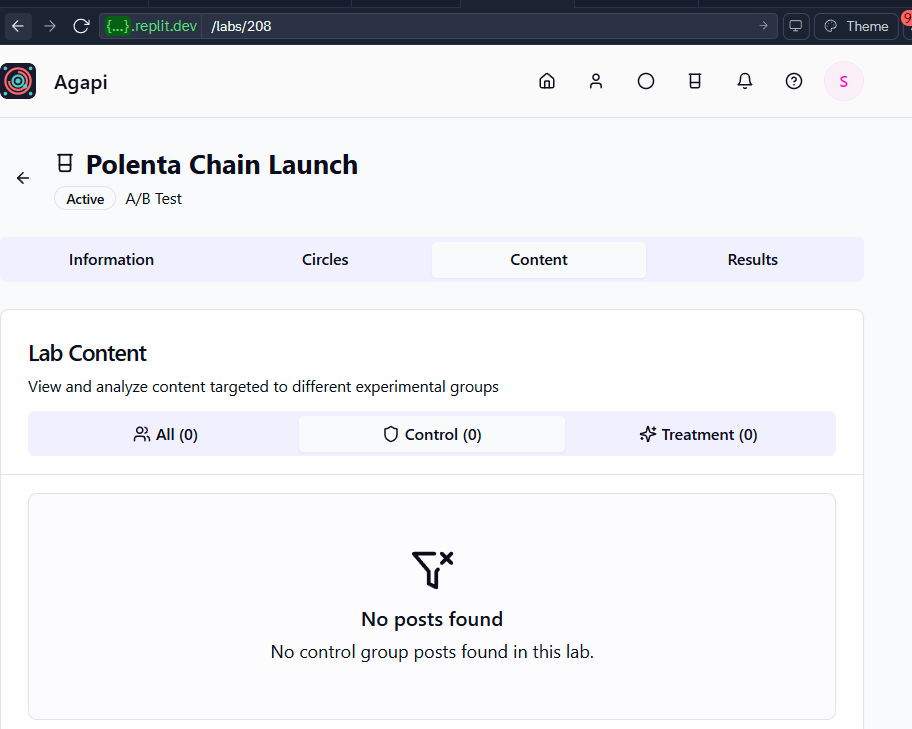 {...}.replit.dev /labs/208 Theme 9
Agapi S
Polenta Chain Launch
Active A/B Test
Information Circles Content Results
Lab Content
View and analyze content targeted to different experimental groups
All (0) Control (0) Treatment (0)
No posts found
No control group posts found in this lab.